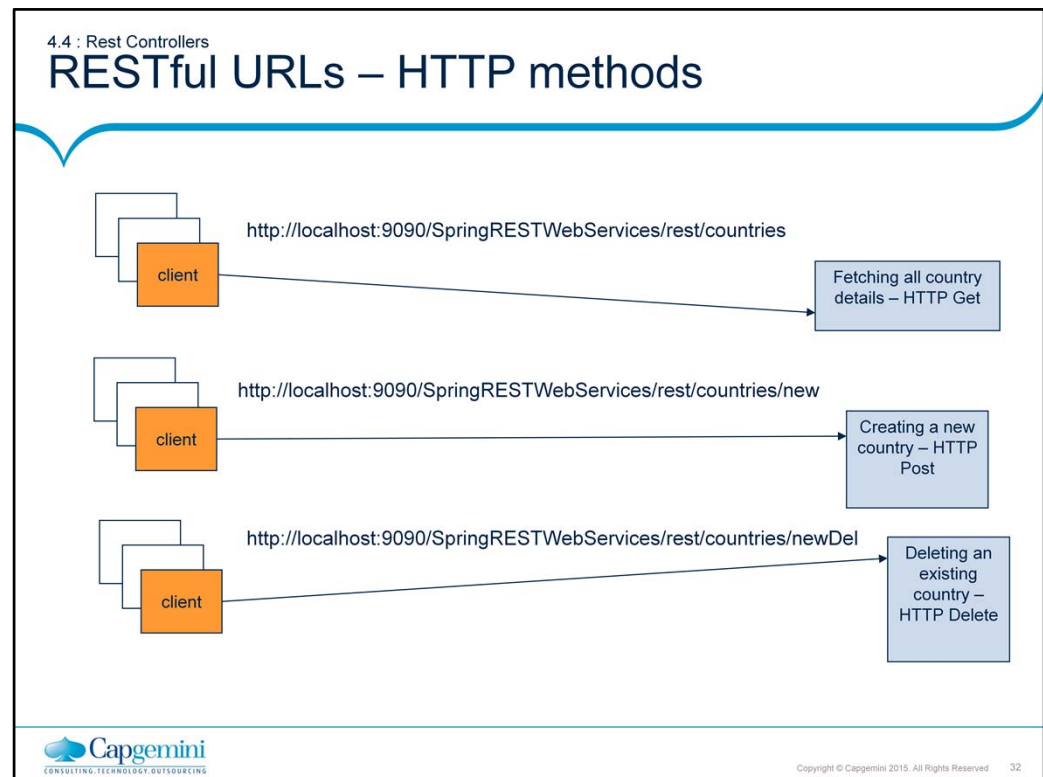 4.4 : Rest Controllers
RESTful URLs – HTTP methods
http://localhost:9090/SpringRESTWebServices/rest/countries
client
Fetching all country
details – HTTP Get
http://localhost:9090/SpringRESTWebServices/rest/countries/new
client
Creating a new
country – HTTP
Post
http://localhost:9090/SpringRESTWebServices/rest/countries/newDel
client
Deleting an
existing
country –
HTTP Delete
Capgemini
CONSULTING.TECHNOLOGY.OUTSOURCING
Copyright © Capgemini 2015. All Rights Reserved 32